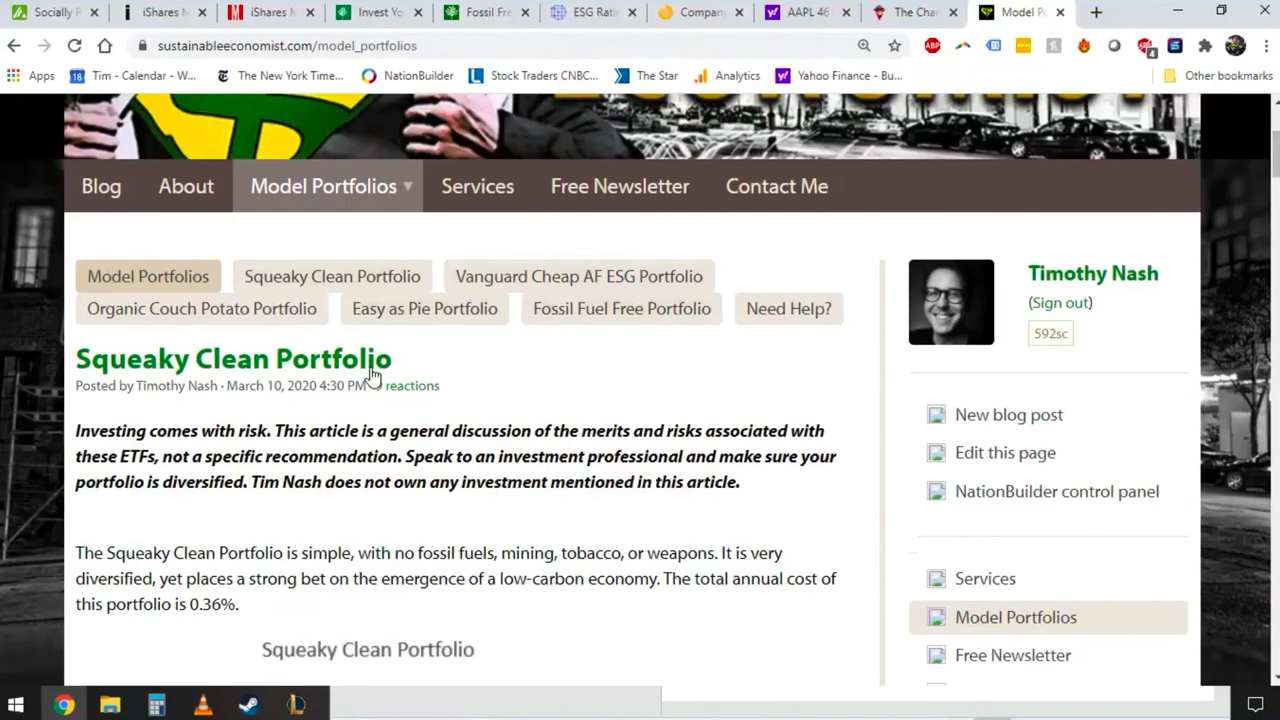 Socially R
iShares M
iShares M
Invest Yo
Fossil Fre
ESG Rati
Company
AAPL 46
The Cha
Model Po
sustainableeconomist.com/model_portfolios
ABP
4
Apps
18
Tim - Calendar - W...
The New York Time...
NationBuilder
Stock Traders CNBC...
The Star
Analytics
Yahoo Finance - Bu...
Other bookmarks
Blog
About
Model Portfolios
Services
Free Newsletter
Contact Me
Model Portfolios
Squeaky Clean Portfolio
Vanguard Cheap AF ESG Portfolio
Organic Couch Potato Portfolio
Easy as Pie Portfolio
Fossil Fuel Free Portfolio
Need Help?
Squeaky Clean Portfolio
Posted by Timothy Nash · March 10, 2020 4:30 PM reactions
Investing comes with risk. This article is a general discussion of the merits and risks associated with
these ETFs, not a specific recommendation. Speak to an investment professional and make sure your
portfolio is diversified. Tim Nash does not own any investment mentioned in this article.
The Squeaky Clean Portfolio is simple, with no fossil fuels, mining, tobacco, or weapons. It is very
diversified, yet places a strong bet on the emergence of a low-carbon economy. The total annual cost of
this portfolio is 0.36%.
Squeaky Clean Portfolio
Timothy Nash
(Sign out)
592sc
New blog post
Edit this page
NationBuilder control panel
Services
Model Portfolios
Free Newsletter